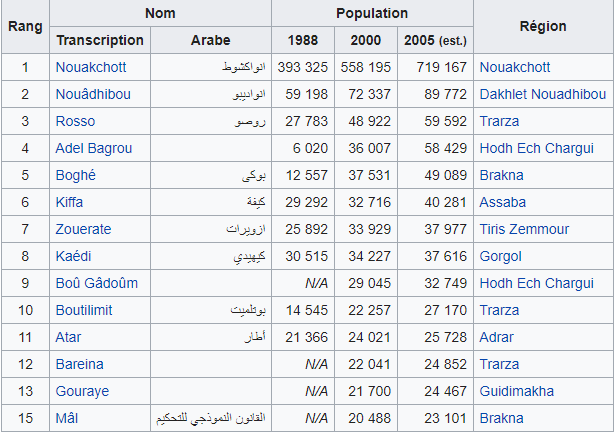 Rang Nom Population Région
Transcription Arabe 1988 2000 2005 (est.)
1 Nouakchott انواكشوط 393 325 558 195 719 167 Nouakchott
2 Nouâdhibou انواديبو 59 198 72 337 89 772 Dakhlet Nouadhibou
3 Rosso روصو 27 783 48 922 59 592 Trarza
4 Adel Bagrou 6 020 36 007 58 429 Hodh Ech Chargui
5 Boghé بوكى 12 557 37 531 49 089 Brakna
6 Kiffa كيفة 29 292 32 716 40 281 Assaba
7 Zouerate ازويرات 25 892 33 929 37 977 Tiris Zemmour
8 Kaédi كيهيدي 30 515 34 227 37 616 Gorgol
9 Boû Gâdoûm N/A 29 045 32 749 Hodh Ech Chargui
10 Boutilimit بوتلميت 14 545 22 257 27 170 Trarza
11 Atar أطار 21 366 24 021 25 728 Adrar
12 Bareina N/A 22 041 24 852 Trarza
13 Gouraye N/A 21 700 24 467 Guidimakha
15 Mâl القانون النموذجي للتحكيم N/A 20 488 23 101 Brakna